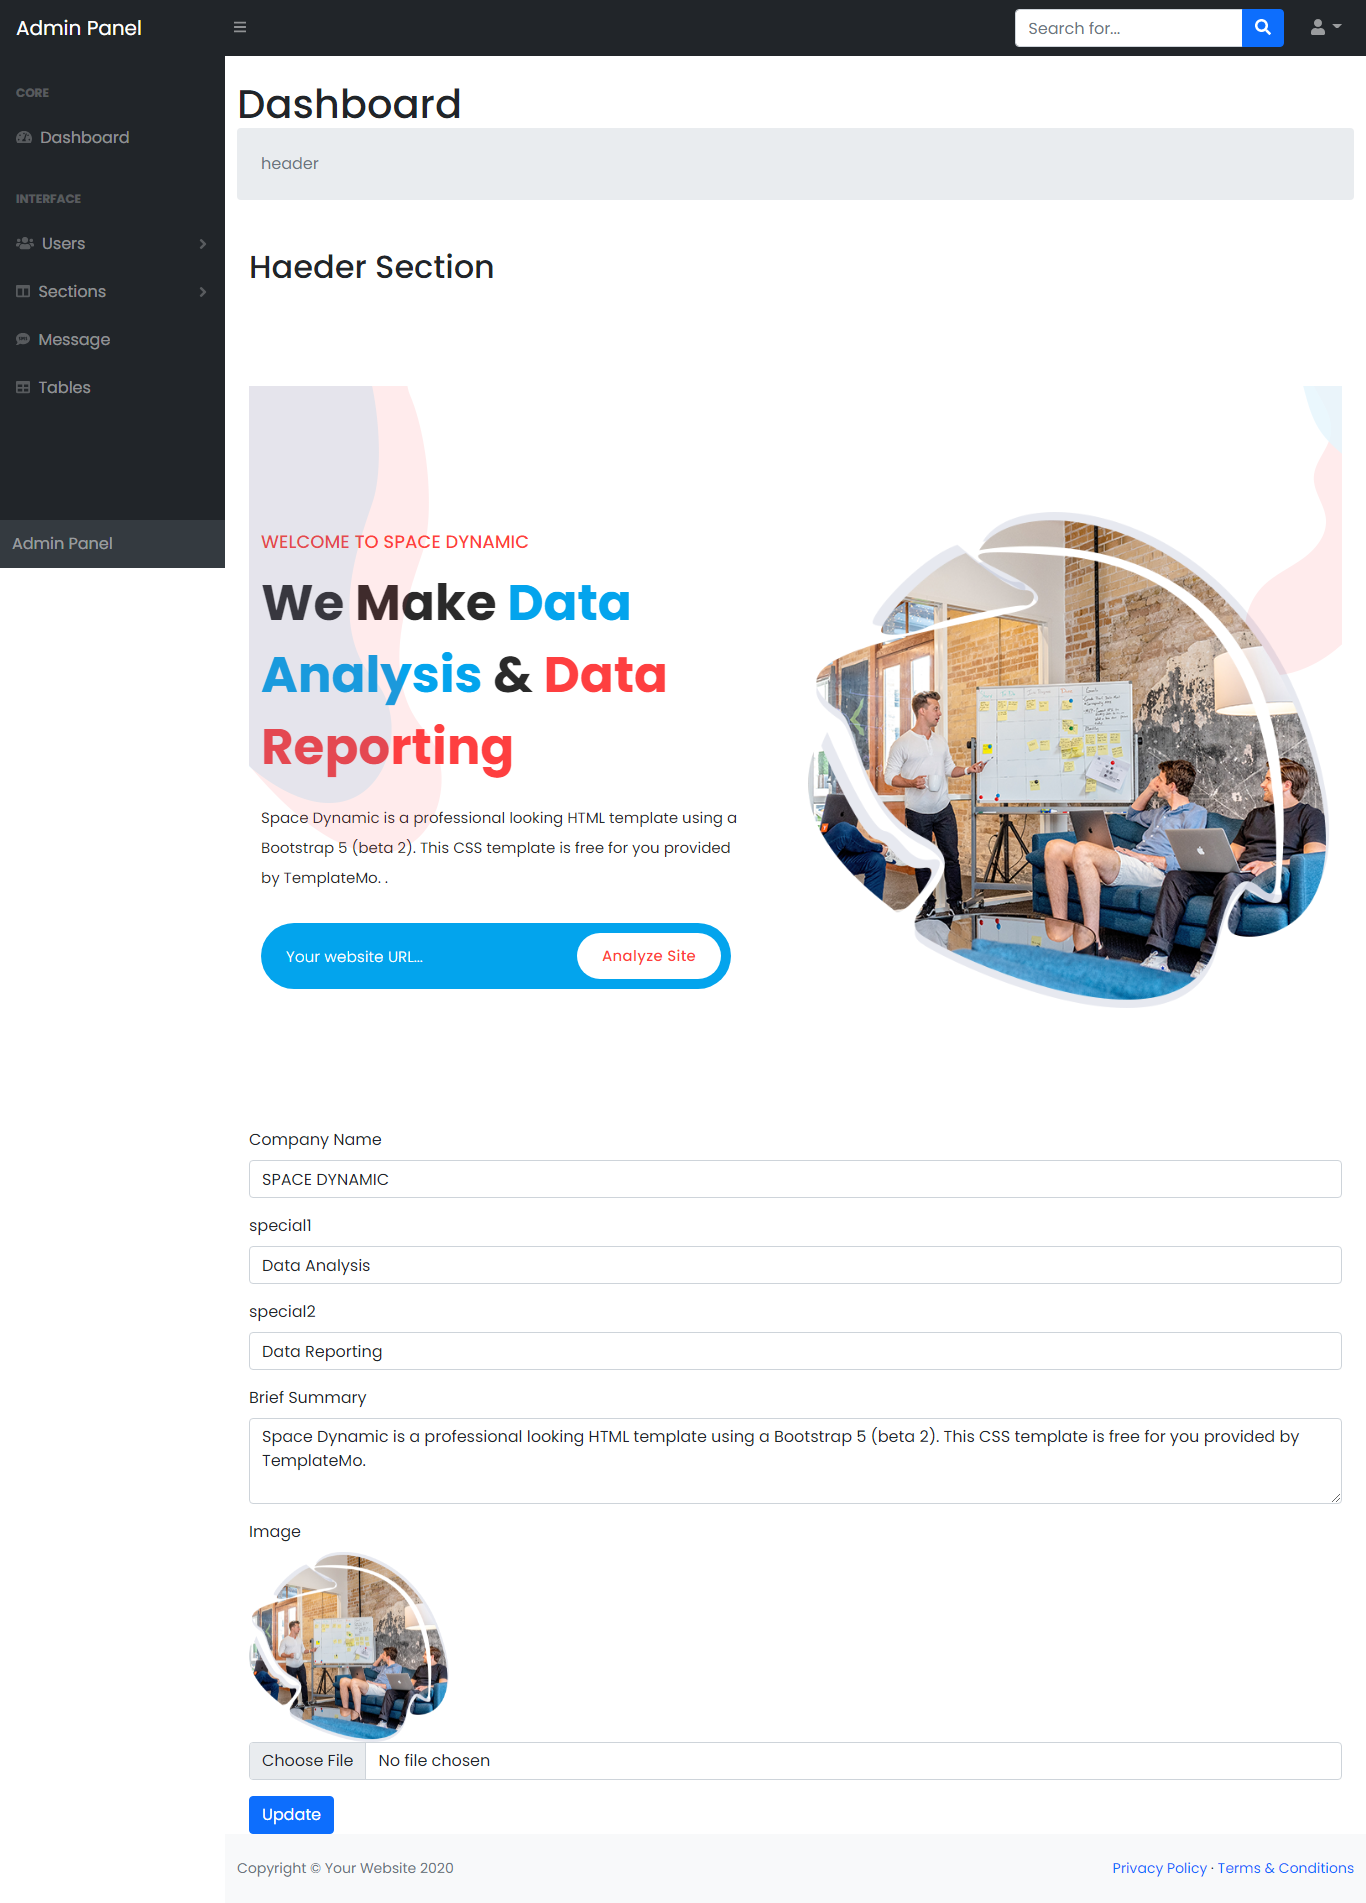 Admin Panel
Search for...
CORE
Dashboard
INTERFACE
Users
Sections
Message
Tables
Admin Panel
Dashboard
header
Haeder Section
WELCOME TO SPACE DYNAMIC
We Make Data
Analysis & Data
Reporting
Space Dynamic is a professional looking HTML template using a
Bootstrap 5 (beta 2). This CSS template is free for you provided
by TemplateMo. .
Your website URL...
Analyze Site
Company Name
SPACE DYNAMIC
special1
Data Analysis
special2
Data Reporting
Brief Summary
Space Dynamic is a professional looking HTML template using a Bootstrap 5 (beta 2). This CSS template is free for you provided by
TemplateMo.
Image
Choose File
No file chosen
Update
Copyright © Your Website 2020
Privacy Policy · Terms & Conditions